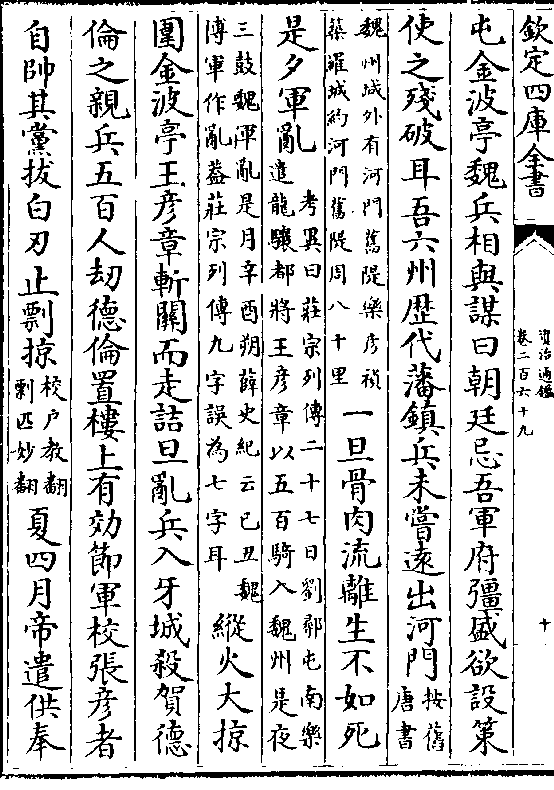 欽定四庫全書
資治通鑑
卷二百六十九
十
屯金波亭魏兵相與謀曰朝廷忌吾軍府彊盛欲設策
使之殘破耳吾六州歷代藩鎮兵未嘗遠出河門
按舊
唐書
魏州城外有河門舊隄樂彦禎
築羅城約河門舊隄周八十里
一旦骨肉流離生不如死
是夕軍亂
考異曰莊宗列傳二十七日劉鄩屯南樂
遣龍驤都將王彦章以五百騎入魏州是夜
三鼓魏軍亂是月辛酉朔薛史紀云己丑魏
博軍作亂葢莊宗列傳九字誤為七字耳
縱火大掠
圍金波亭王彦章斬關而走詰旦亂兵入牙城殺賀德
倫之親兵五百人劫德倫置樓上有効節軍校張彦者
自帥其黨拔白刃止剽掠
校户教翻
剽匹妙翻
夏四月帝遣供奉